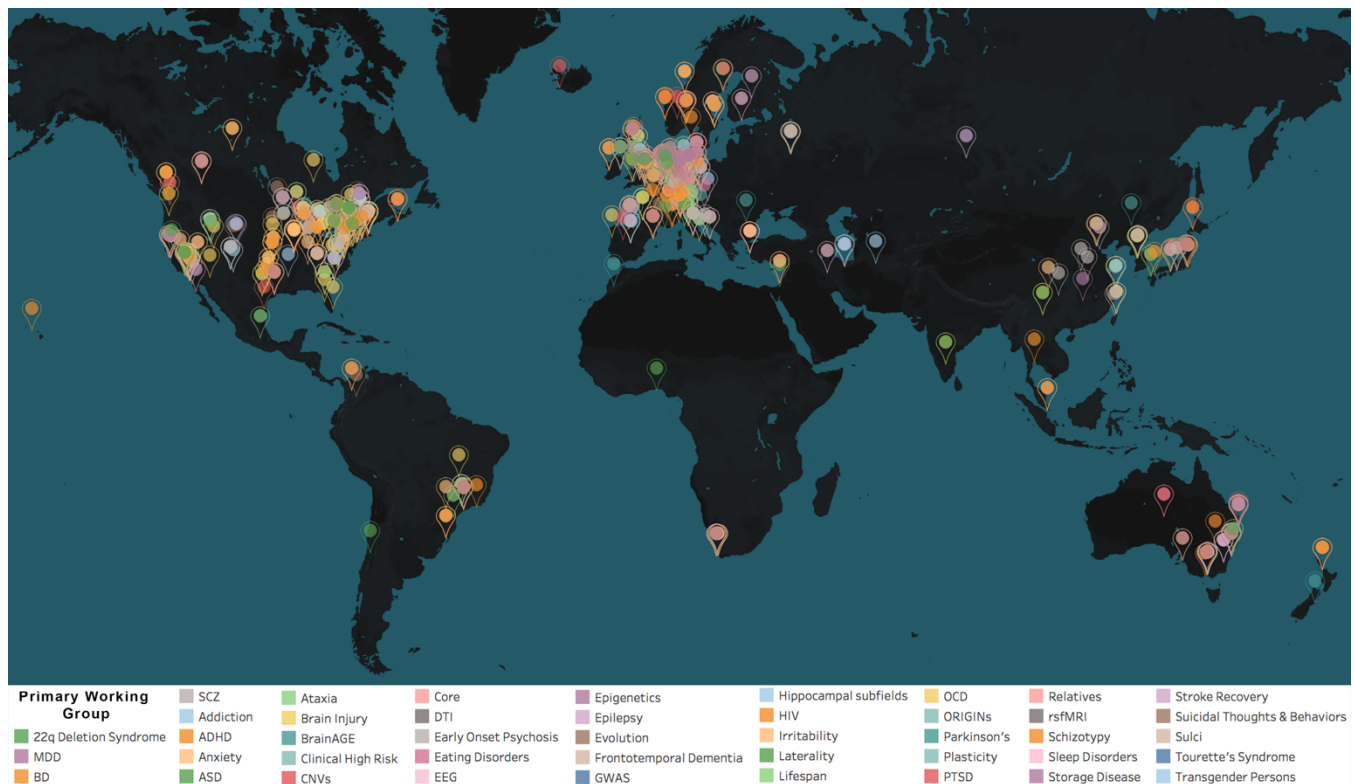 Primary Working
Group
22q Deletion Syndrome
MDD
BD
SCZ
Addiction
ADHD
Anxiety
ASD
Ataxia
Brain Injury
BrainAGE
Clinical High Risk
CNVs
Core
DTI
Early Onset Psychosis
Eating Disorders
EEG
Epigenetics
Epilepsy
Evolution
Frontotemporal Dementia
GWAS
Hippocampal subfields
HIV
Irritability
Laterality
Lifespan
OCD
ORIGINs
Parkinson's
Plasticity
PTSD
Relatives
rsfMRI
Schizotypy
Sleep Disorders
Storage Disease
Stroke Recovery
Suicidal Thoughts & Behaviors
Sulci
Tourette's Syndrome
Transgender Persons